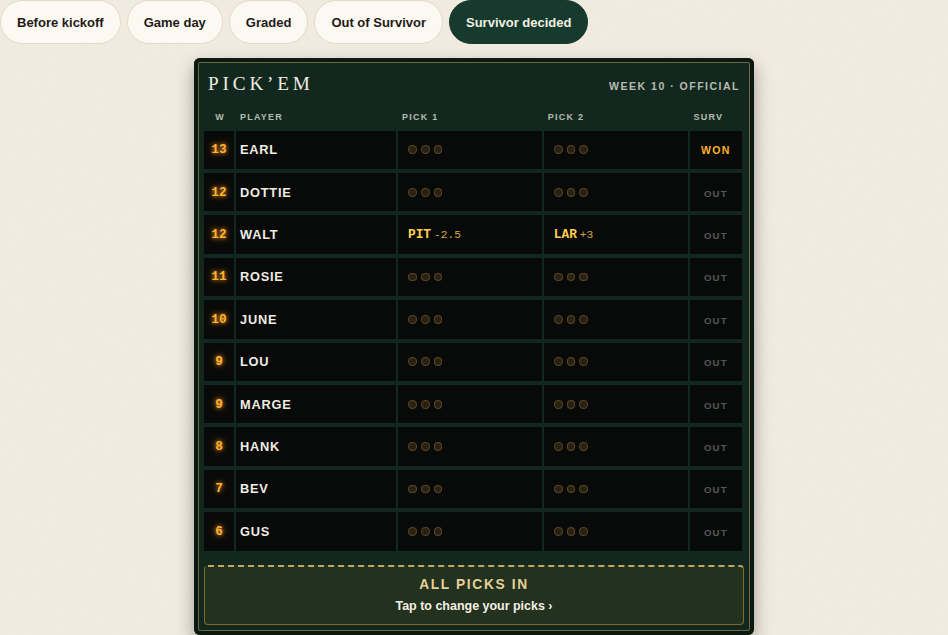 Before kickoff Game day Graded Out of Survivor Survivor decided
PICK’EM WEEK 10 · OFFICIAL
W PLAYER PICK 1 PICK 2 SURV
13 EARL WON
12 DOTTIE OUT
12 WALT PIT -2.5 LAR +3 OUT
11 ROSIE OUT
10 JUNE OUT
9 LOU OUT
9 MARGE OUT
8 HANK OUT
7 BEV OUT
6 GUS OUT
ALL PICKS IN
Tap to change your picks ›